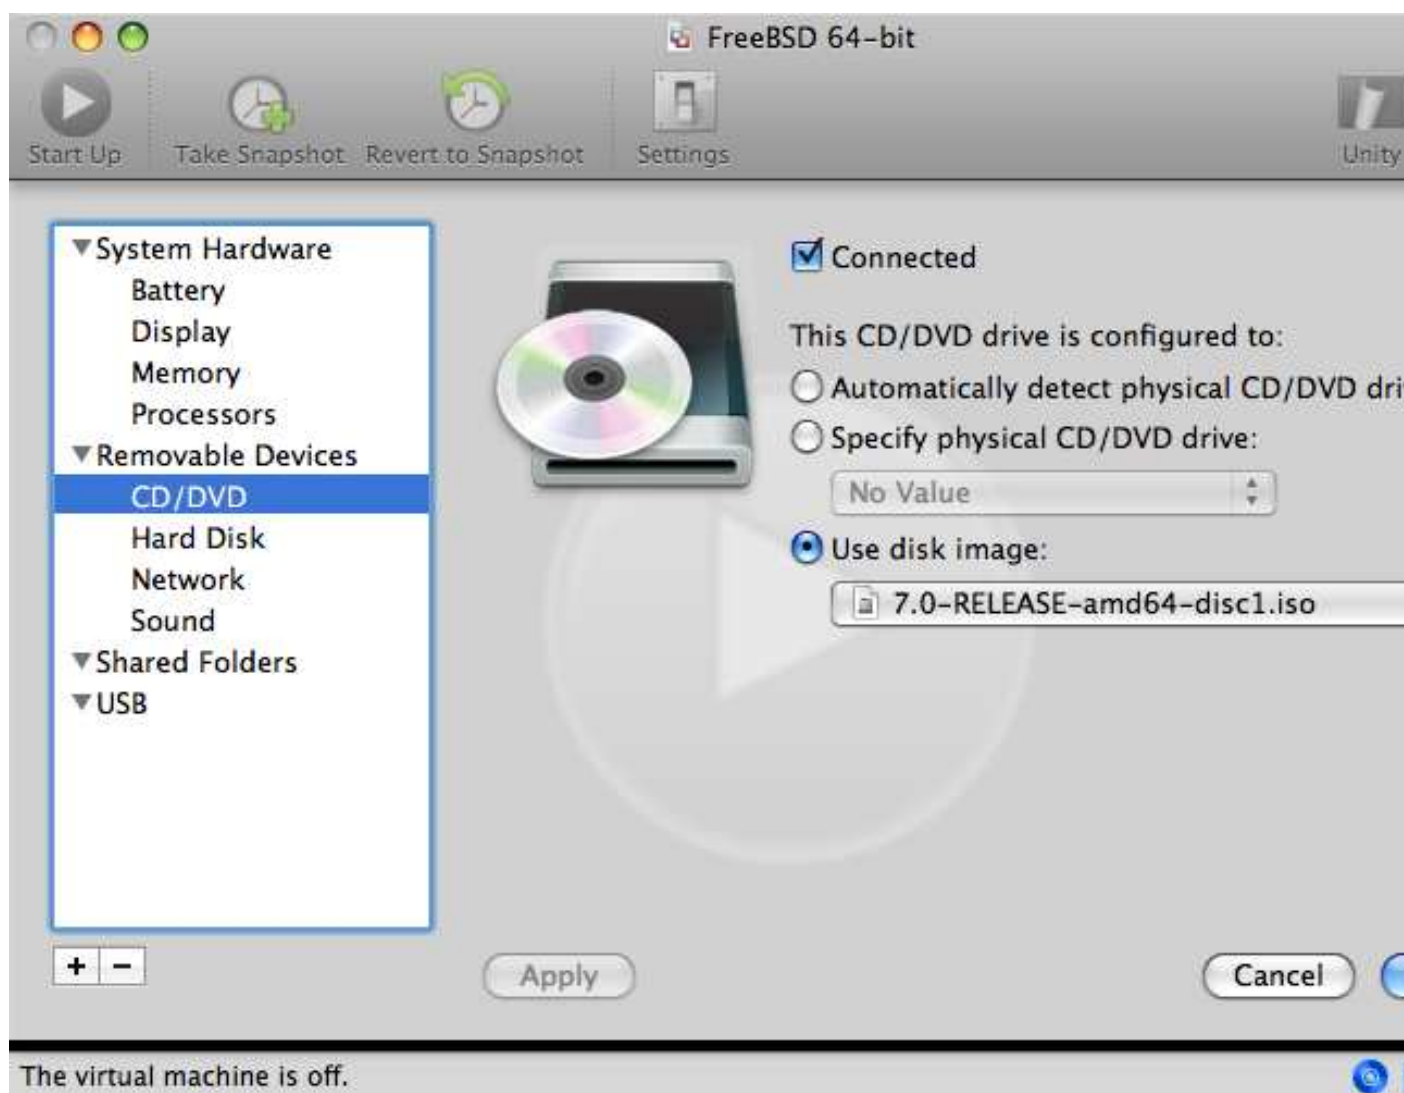 FreeBSD 64-bit
Start Up
Take Snapshot
Revert to Snapshot
Settings
Unity
System Hardware
Battery
Display
Memory
Processors
Removable Devices
CD/DVD
Hard Disk
Network
Sound
Shared Folders
USB
Connected
This CD/DVD drive is configured to:
Automatically detect physical CD/DVD dri
Specify physical CD/DVD drive:
No Value
Use disk image:
7.0-RELEASE-amd64-disc1.iso
+ −
Apply
Cancel
The virtual machine is off.